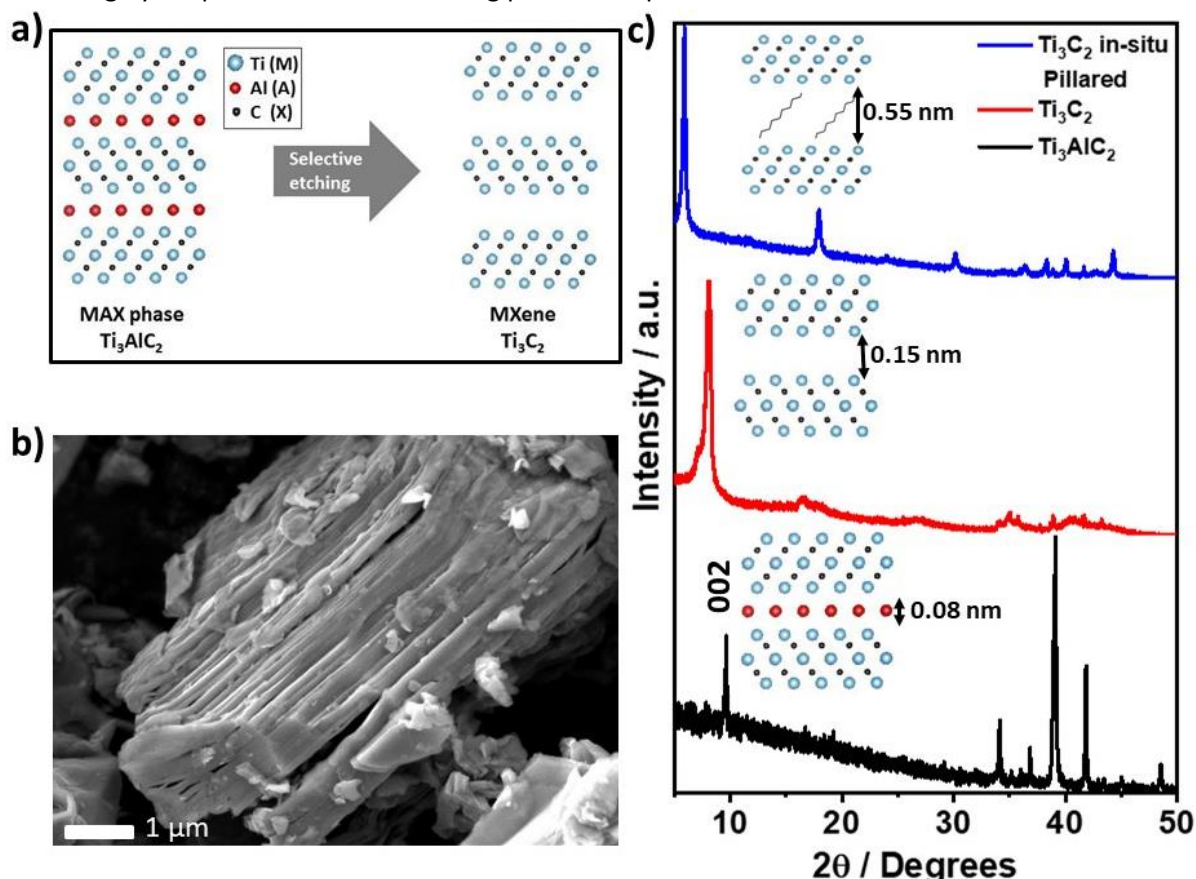 a)
Ti (M)
Al (A)
C (X)
Selective
etching
MAX phase
Ti₃AlC₂
MXene
Ti₃C₂
b)
1 μm
c)
Ti₃C₂ in-situ
Pillared
Ti₃C₂
Ti₃AlC₂
0.55 nm
0.15 nm
002
0.08 nm
Intensity / a.u.
10 20 30 40 50
2θ / Degrees